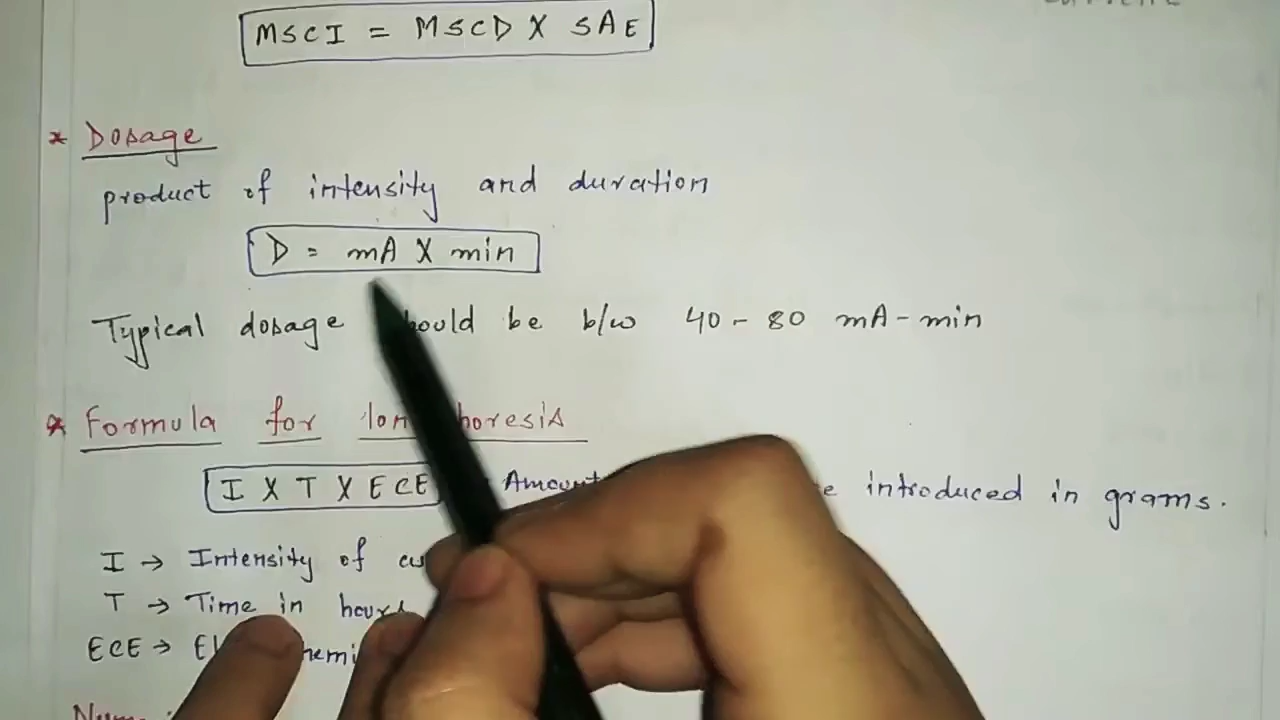 MSCI = MSCD X SAE
* Dosage
product of intensity and duration
D = mA X min
Typical dosage should be b/w 40 - 80 mA - min
* Formula for
I X T X ECE introduced in grams.
I → Intensity of
T → Time in hours
ECE →